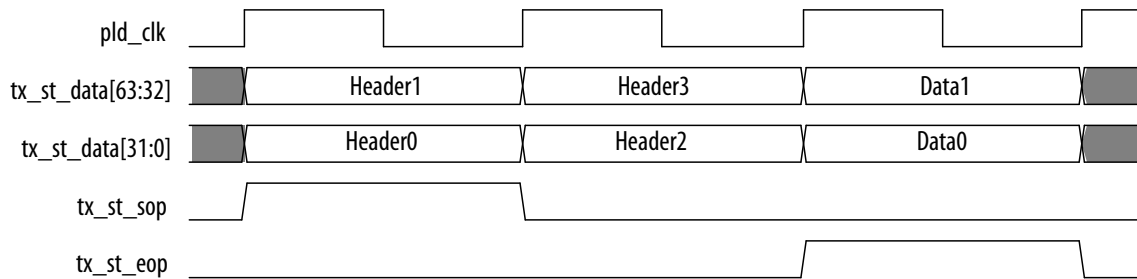 pld_clk
tx_st_data[63:32] Header1 Header3 Data1
tx_st_data[31:0] Header0 Header2 Data0
tx_st_sop
tx_st_eop